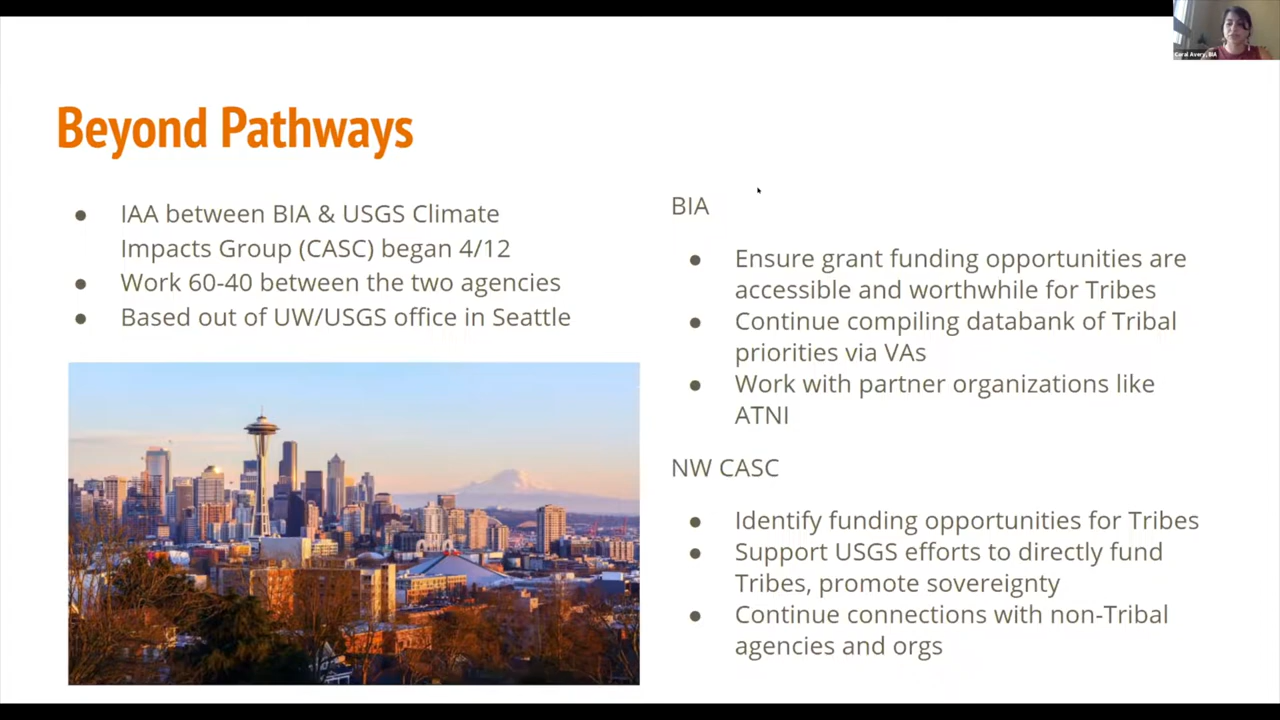 Beyond Pathways
● IAA between BIA & USGS Climate
Impacts Group (CASC) began 4/12
● Work 60-40 between the two agencies
● Based out of UW/USGS office in Seattle
BIA
● Ensure grant funding opportunities are
accessible and worthwhile for Tribes
● Continue compiling databank of Tribal
priorities via VAs
● Work with partner organizations like
ATNI
NW CASC
● Identify funding opportunities for Tribes
● Support USGS efforts to directly fund
Tribes, promote sovereignty
● Continue connections with non-Tribal
agencies and orgs
Coral Avery, BIA